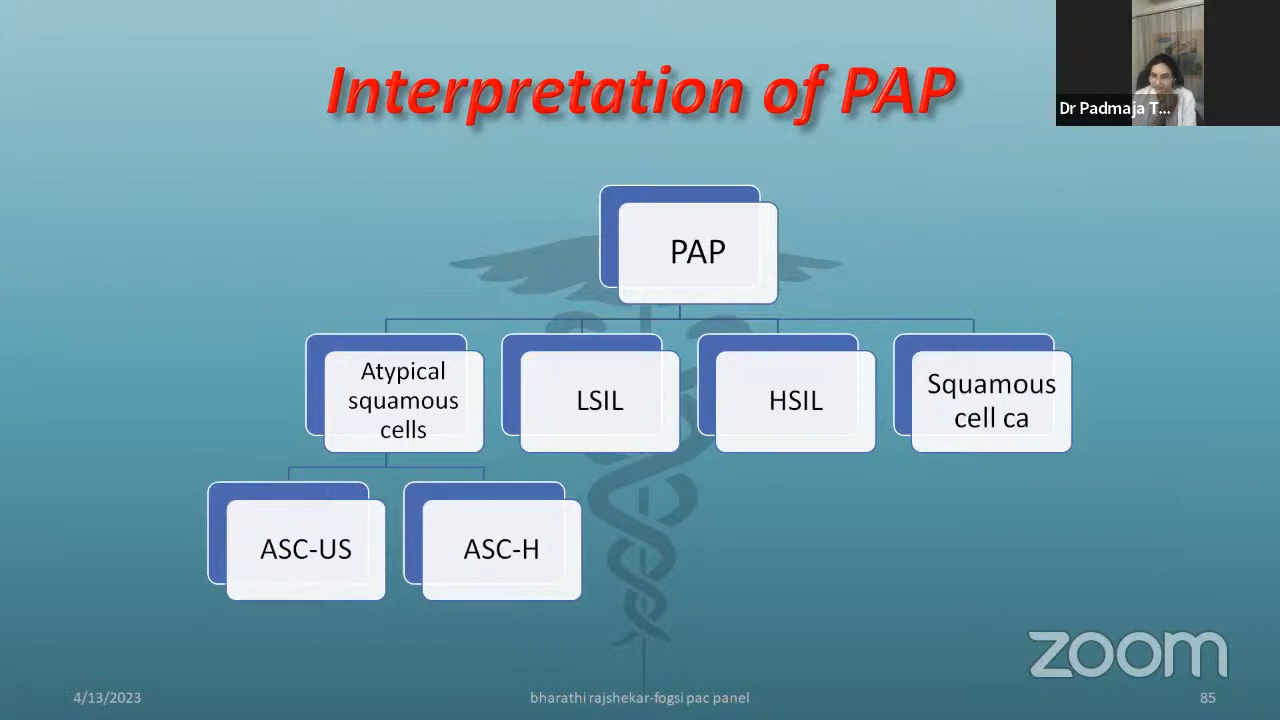 Interpretation of PAP
Dr Padmaja T...
PAP
Atypical
squamous
cells
LSIL
HSIL
Squamous
cell ca
ASC-US
ASC-H
zoom
4/13/2023
bharathi rajshekar-fogsi pac panel
85